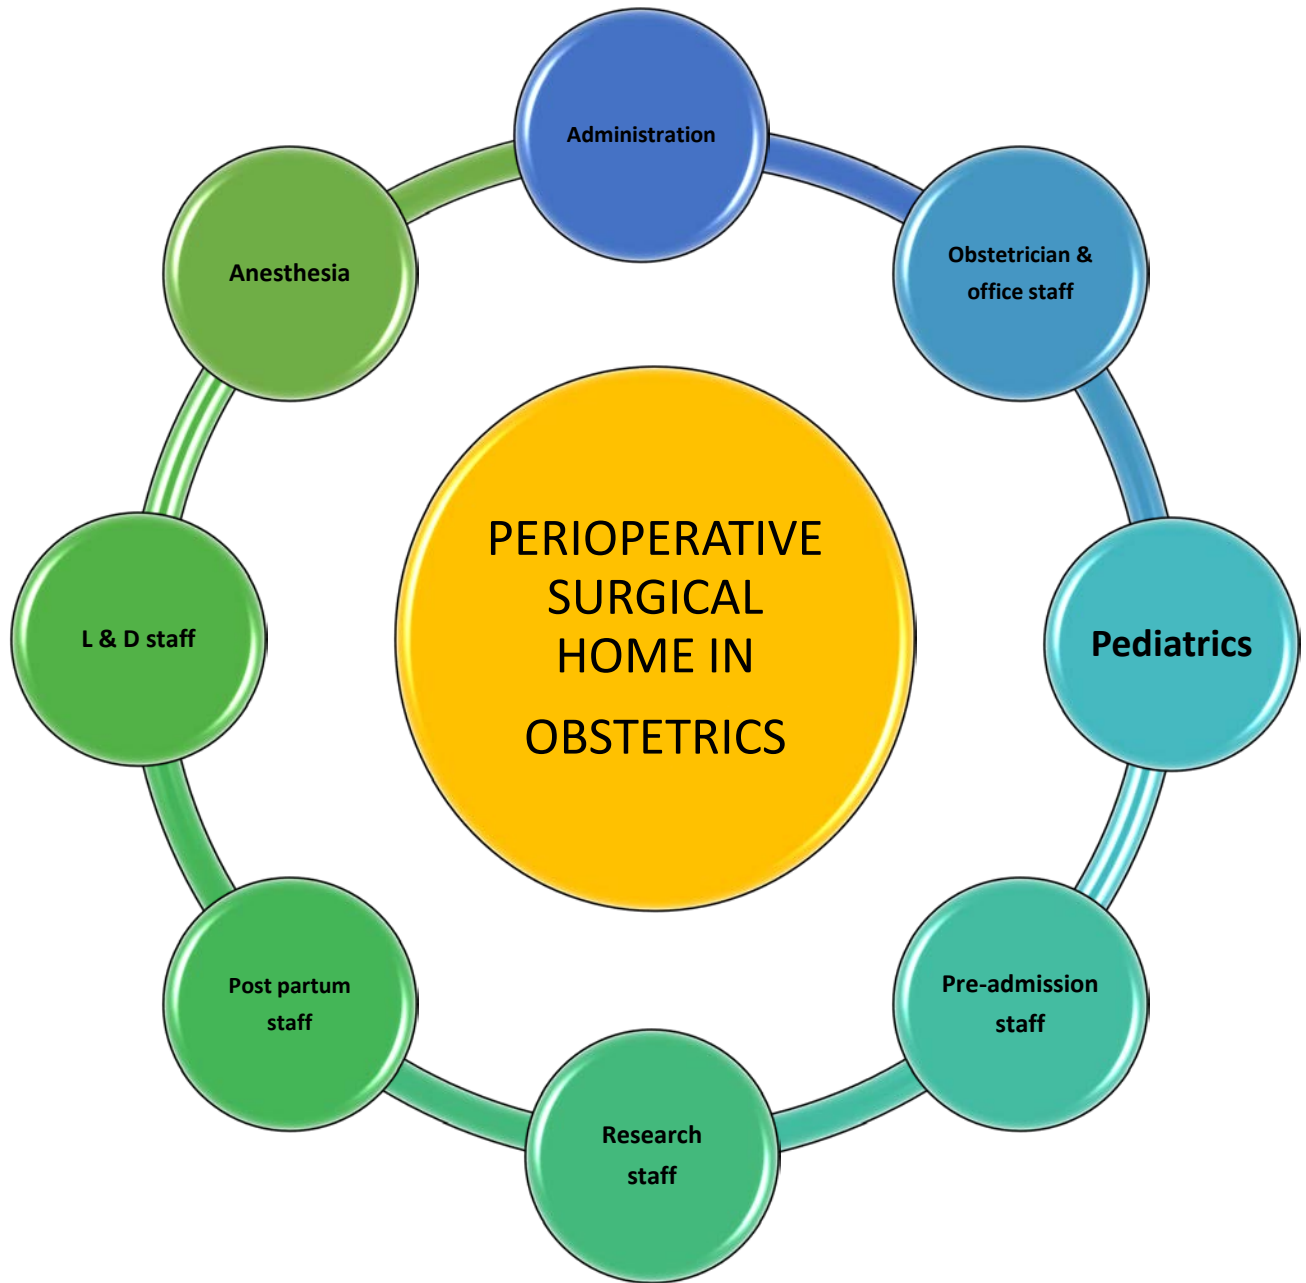 Administration
Obstetrician &
office staff
Pediatrics
Pre-admission
staff
Research
staff
Post partum
staff
L & D staff
Anesthesia
PERIOPERATIVE
SURGICAL
HOME IN
OBSTETRICS